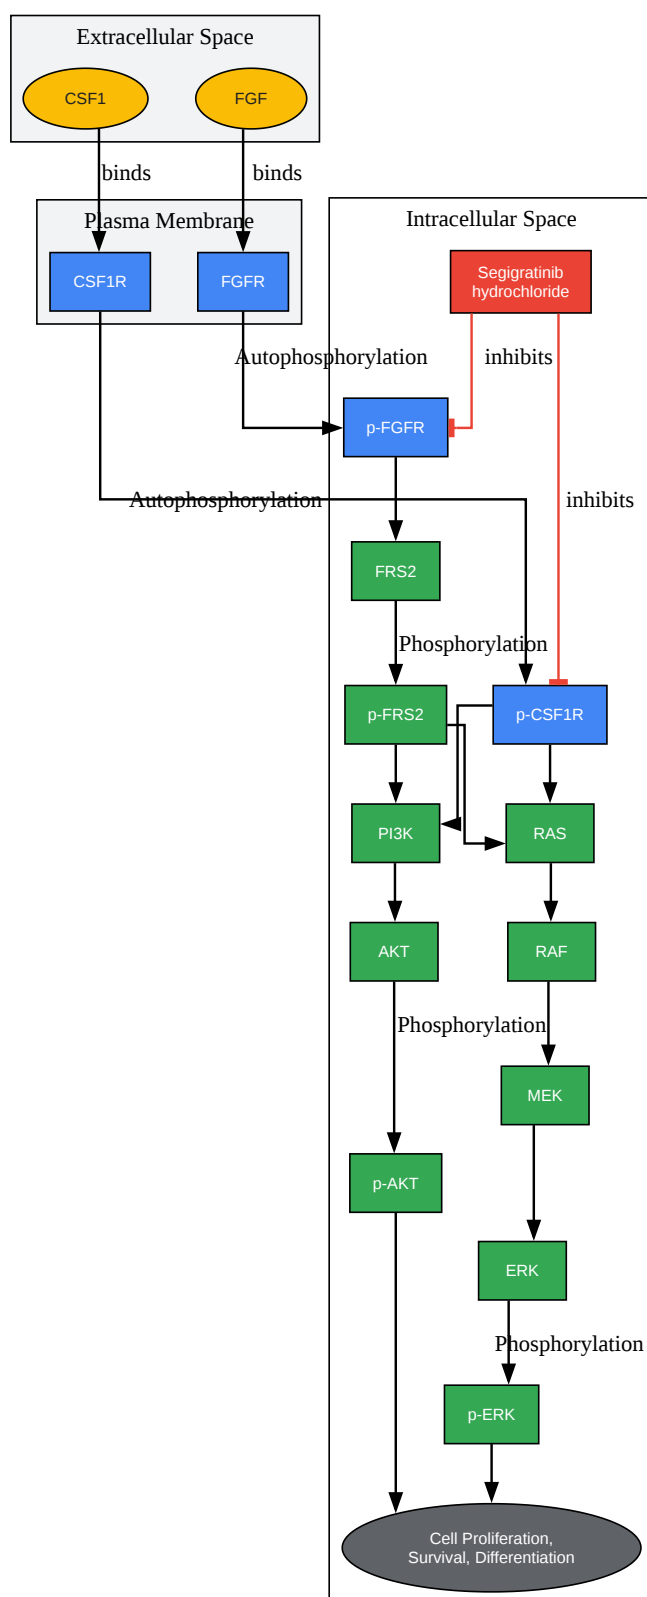 Extracellular Space
CSF1
FGF
binds
binds
Plasma Membrane
CSF1R
FGFR
Intracellular Space
Segigratinib
hydrochloride
Autophosphorylation
inhibits
p-FGFR
Autophosphorylation
inhibits
FRS2
Phosphorylation
p-FRS2
p-CSF1R
PI3K
RAS
AKT
RAF
Phosphorylation
MEK
p-AKT
ERK
Phosphorylation
p-ERK
Cell Proliferation,
Survival, Differentiation